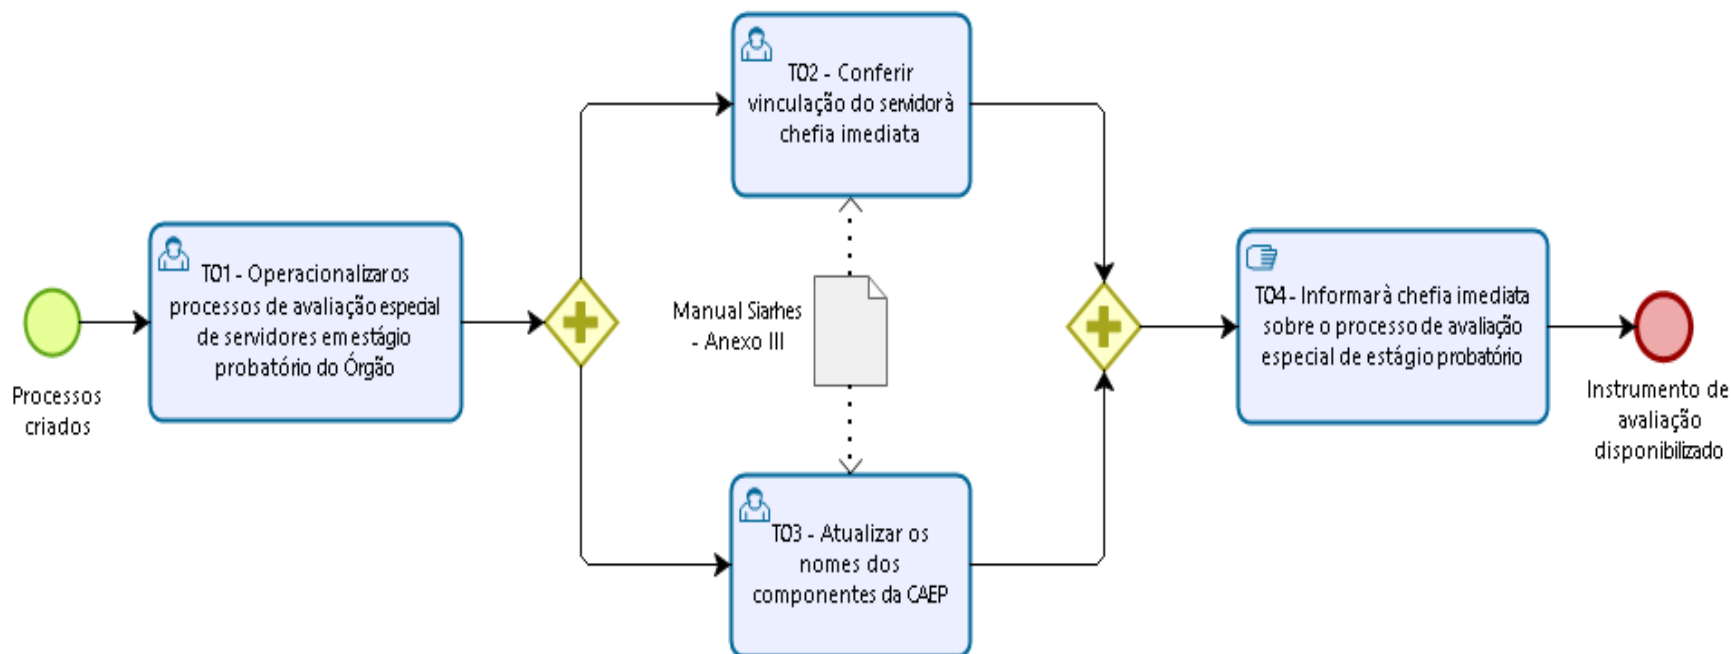 Processos
criados
T01 - Operacionalizar os
processos de avaliação especial
de servidores em estágio
probatório do Órgão
T02 - Conferir
vinculação do servidor à
chefia imediata
Manual Siarhes
- Anexo III
T03 - Atualizar os
nomes dos
componentes da CAEP
T04 - Informar à chefia imediata
sobre o processo de avaliação
especial de estágio probatório
Instrumento de
avaliação
disponibilizado